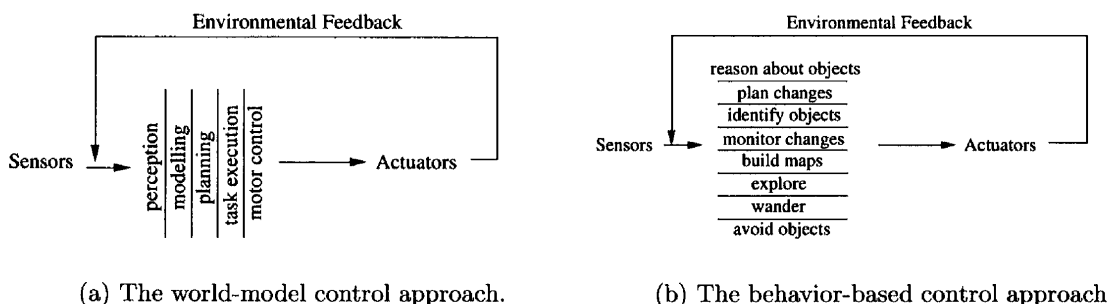 Environmental Feedback
Sensors
perception
modelling
planning
task execution
motor control
Actuators
(a) The world-model control approach.
Environmental Feedback
reason about objects
plan changes
identify objects
monitor changes
build maps
explore
wander
avoid objects
Sensors
Actuators
(b) The behavior-based control approach